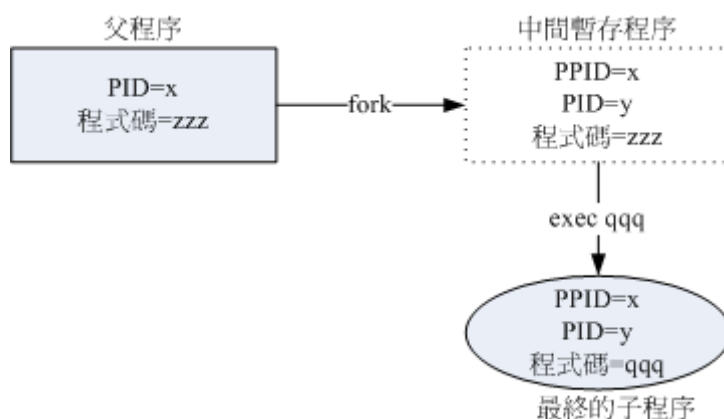 父程序
PID=x
程式碼=zzz
fork
中間暫存程序
PPID=x
PID=y
程式碼=zzz
exec qqq
PPID=x
PID=y
程式碼=qqq
最終的子程序